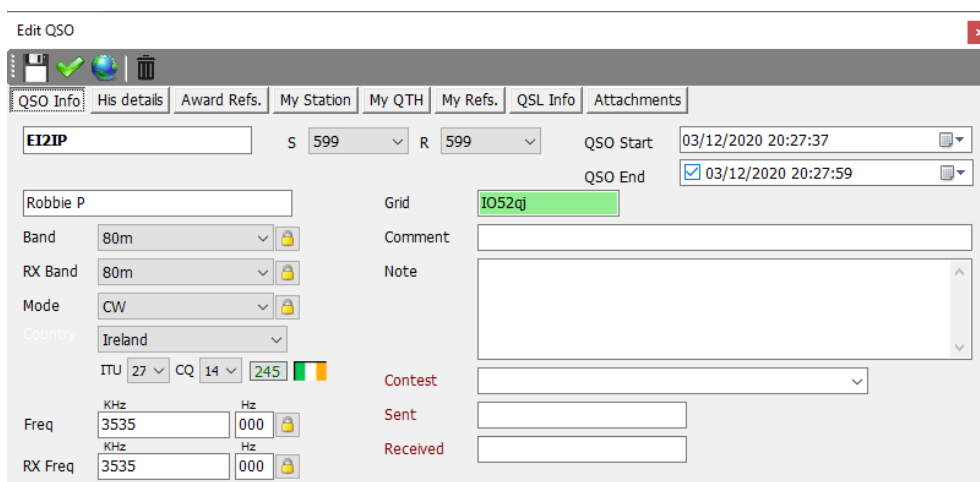 Edit QSO
QSO Info His details Award Refs. My Station My QTH My Refs. QSL Info Attachments
EI2IP S 599 R 599 QSO Start 03/12/2020 20:27:37
QSO End 03/12/2020 20:27:59
Robbie P Grid IO52qj
Band 80m Comment
RX Band 80m Note
Mode CW
Country Ireland
ITU 27 CQ 14 245
Contest
KHz Hz
Freq 3535 000 Sent
KHz Hz
RX Freq 3535 000 Received